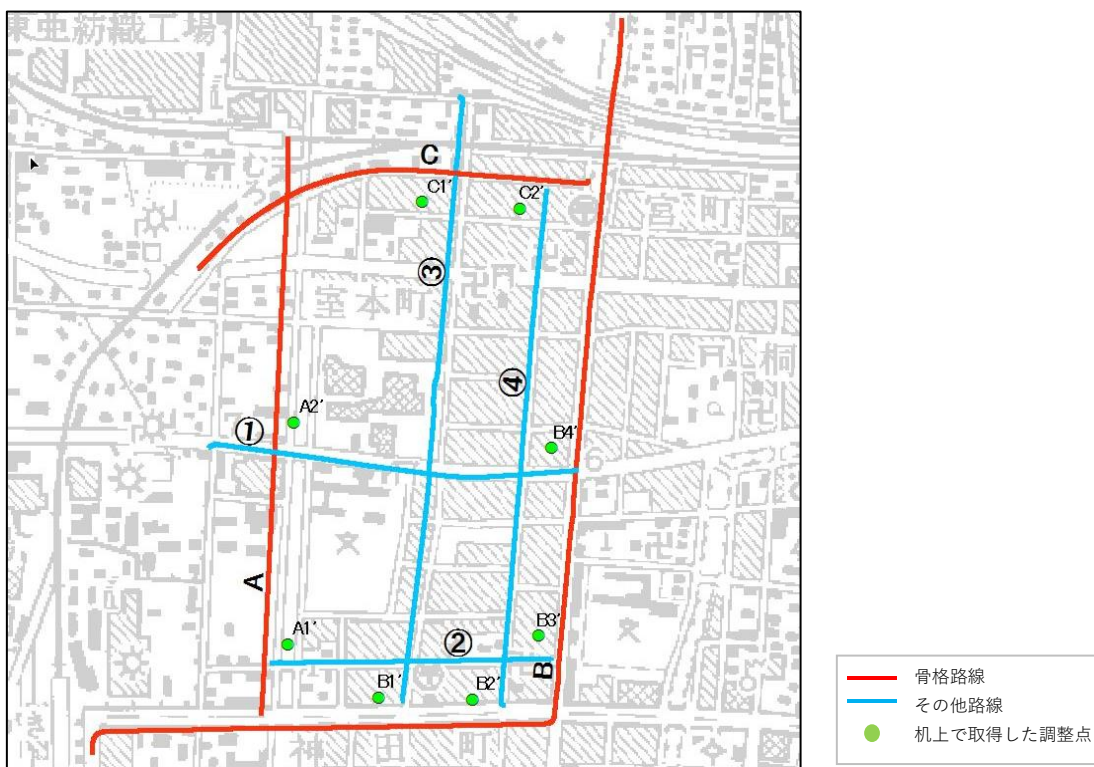 東亜紡織工場
C
C1'
C2'
宮町
③
室本町
④
桐
A2'
①
B4'
A
A1'
B3'
②
B
B1'
B2'
神田町
骨格路線
その他路線
机上で取得した調整点